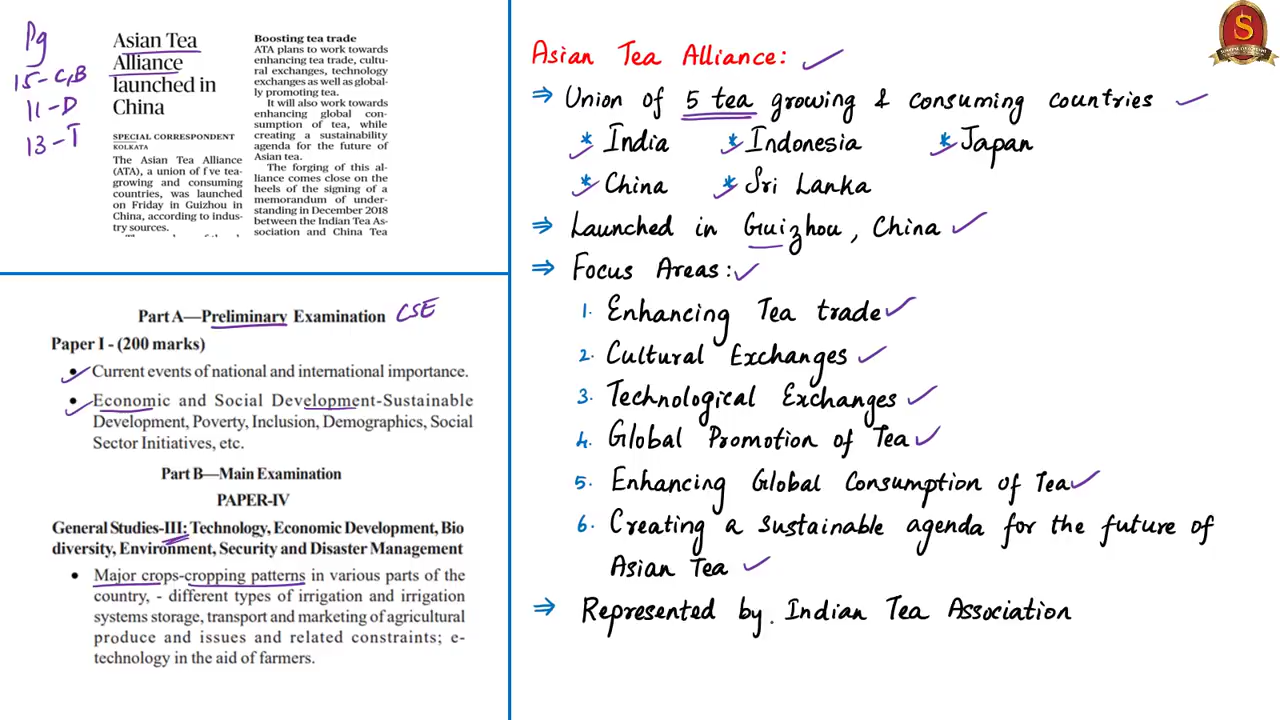 Pg
15-C,B
11-D
13-T
Asian Tea
Alliance
launched in
China
SPECIAL CORRESPONDENT
KOLKATA
The Asian Tea Alliance
(ATA), a union of f ve tea-
growing and consuming
countries, was launched
on Friday in Guizhou in
China, according to indus-
try sources.
Boosting tea trade
ATA plans to work towards
enhancing tea trade, cultu-
ral exchanges, technology
exchanges as well as global-
ly promoting tea.
It will also work towards
enhancing global con-
sumption of tea, while
creating a sustainability
agenda for the future of
Asian tea.
The forging of this al-
liance comes close on the
heels of the signing of a
memorandum of under-
standing in December 2018
between the Indian Tea As-
sociation and China Tea
Part A—Preliminary Examination CSE
Paper I - (200 marks)
• Current events of national and international importance.
• Economic and Social Development-Sustainable
Development, Poverty, Inclusion, Demographics, Social
Sector Initiatives, etc.
Part B—Main Examination
PAPER-IV
General Studies-III: Technology, Economic Development, Bio
diversity, Environment, Security and Disaster Management
• Major crops-cropping patterns in various parts of the
country, - different types of irrigation and irrigation
systems storage, transport and marketing of agricultural
produce and issues and related constraints; e-
technology in the aid of farmers.
Asian Tea Alliance:
⇒ Union of 5 tea growing & consuming countries
* India * Indonesia * Japan
* China * Sri Lanka
⇒ Launched in Guizhou, China
⇒ Focus Areas:
1. Enhancing Tea trade
2. Cultural Exchanges
3. Technological Exchanges
4. Global Promotion of Tea
5. Enhancing Global Consumption of Tea
6. Creating a sustainable agenda for the future of
Asian Tea
⇒ Represented by. Indian Tea Association
S